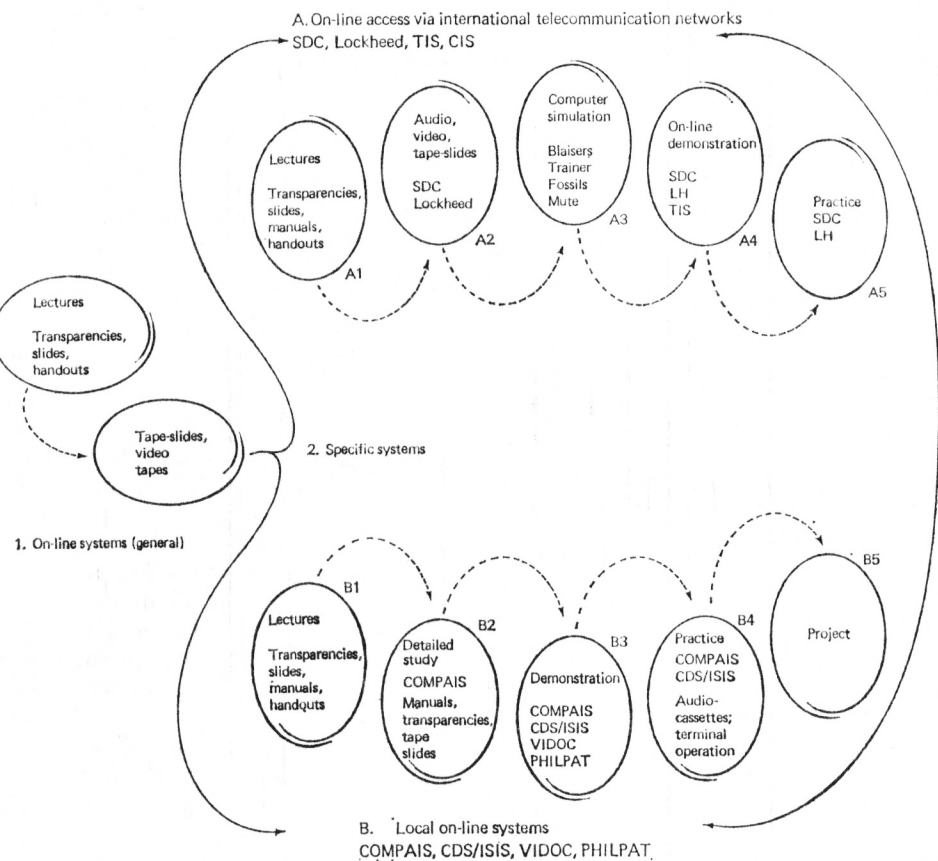 A. On-line access via international telecommunication networks
SDC, Lockheed, TIS, CIS
Lectures
Transparencies,
slides,
manuals,
handouts
A1
Audio,
video,
tape-slides
SDC
Lockheed
A2
Computer
simulation
Blaisers
Trainer
Fossils
Mute
A3
On-line
demonstration
SDC
LH
TIS
A4
Practice
SDC
LH
A5
Lectures
Transparencies,
slides,
handouts
Tape-slides,
video
tapes
1. On-line systems (general)
2. Specific systems
B1
Lectures
Transparencies,
slides,
manuals,
handouts
B2
Detailed
study
COMPAIS
Manuals,
transparencies,
tape
slides
B3
Demonstration
COMPAIS
CDS/ISIS
VIDOC
PHILPAT
B4
Practice
COMPAIS
CDS/ISIS
Audio-
cassettes;
terminal
operation
B5
Project
B. Local on-line systems
COMPAIS, CDS/ISIS, VIDOC, PHILPAT